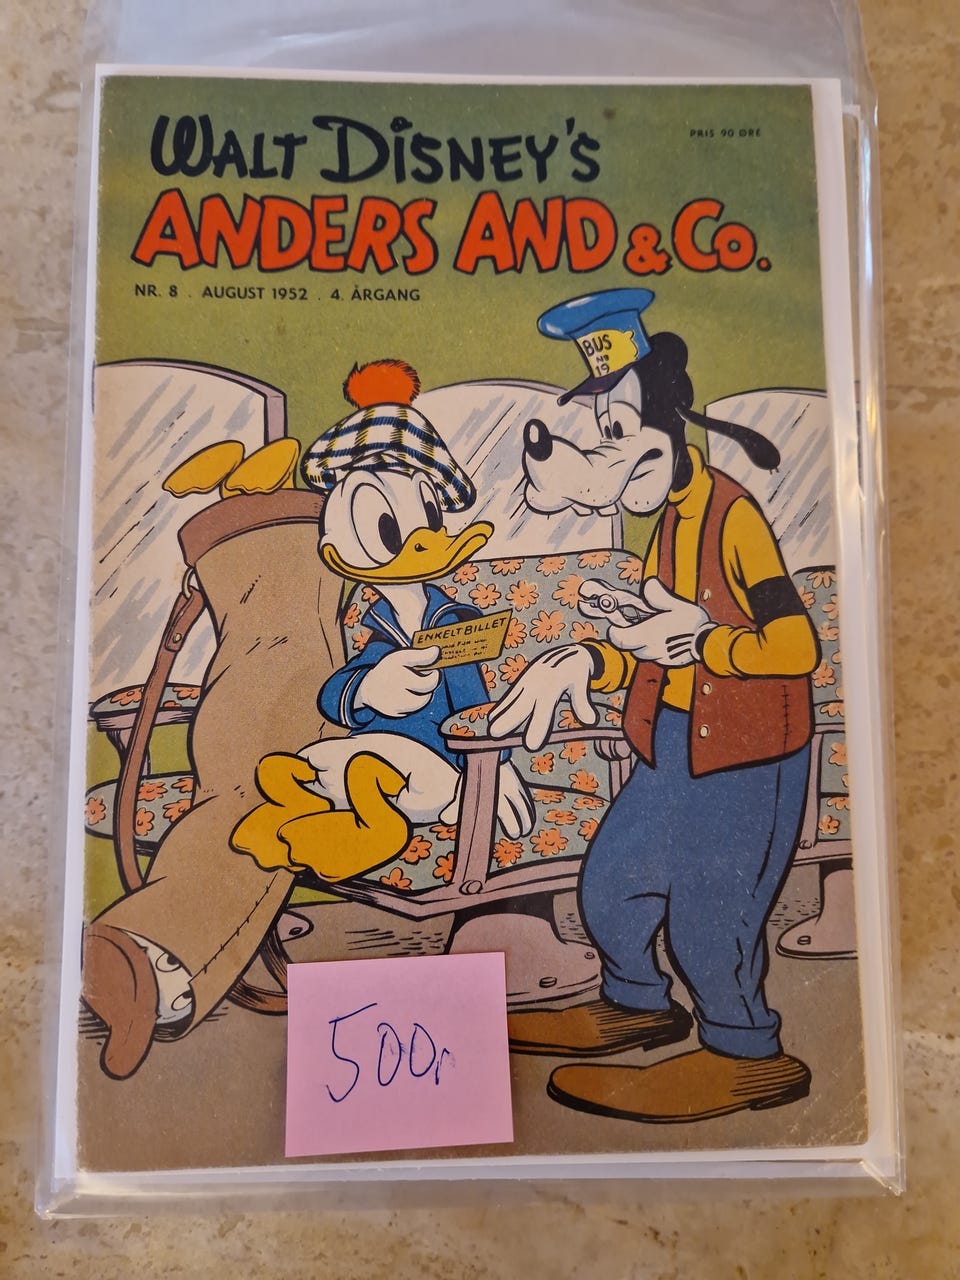 PRIS 90 ØRE
WALT DISNEY'S
ANDERS AND & Co.
NR. 8 . AUGUST 1952 . 4. ÅRGANG
BUS
No
19
ENKELTBILLET
500,